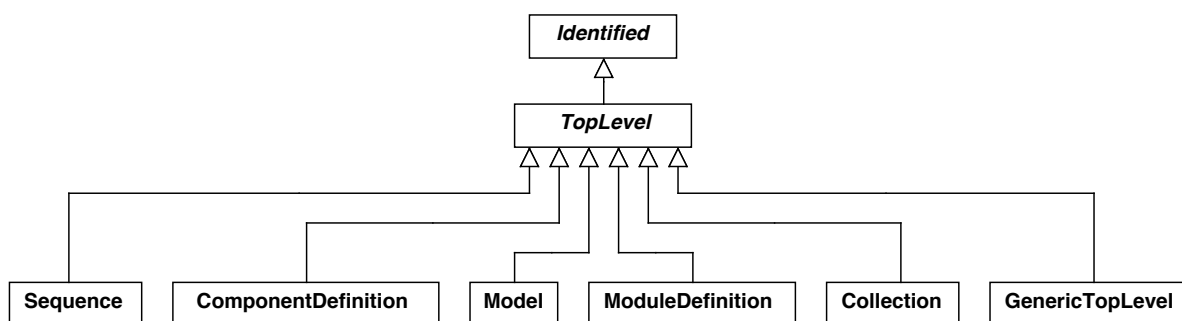 Identified
TopLevel
Sequence
ComponentDefinition
Model
ModuleDefinition
Collection
GenericTopLevel